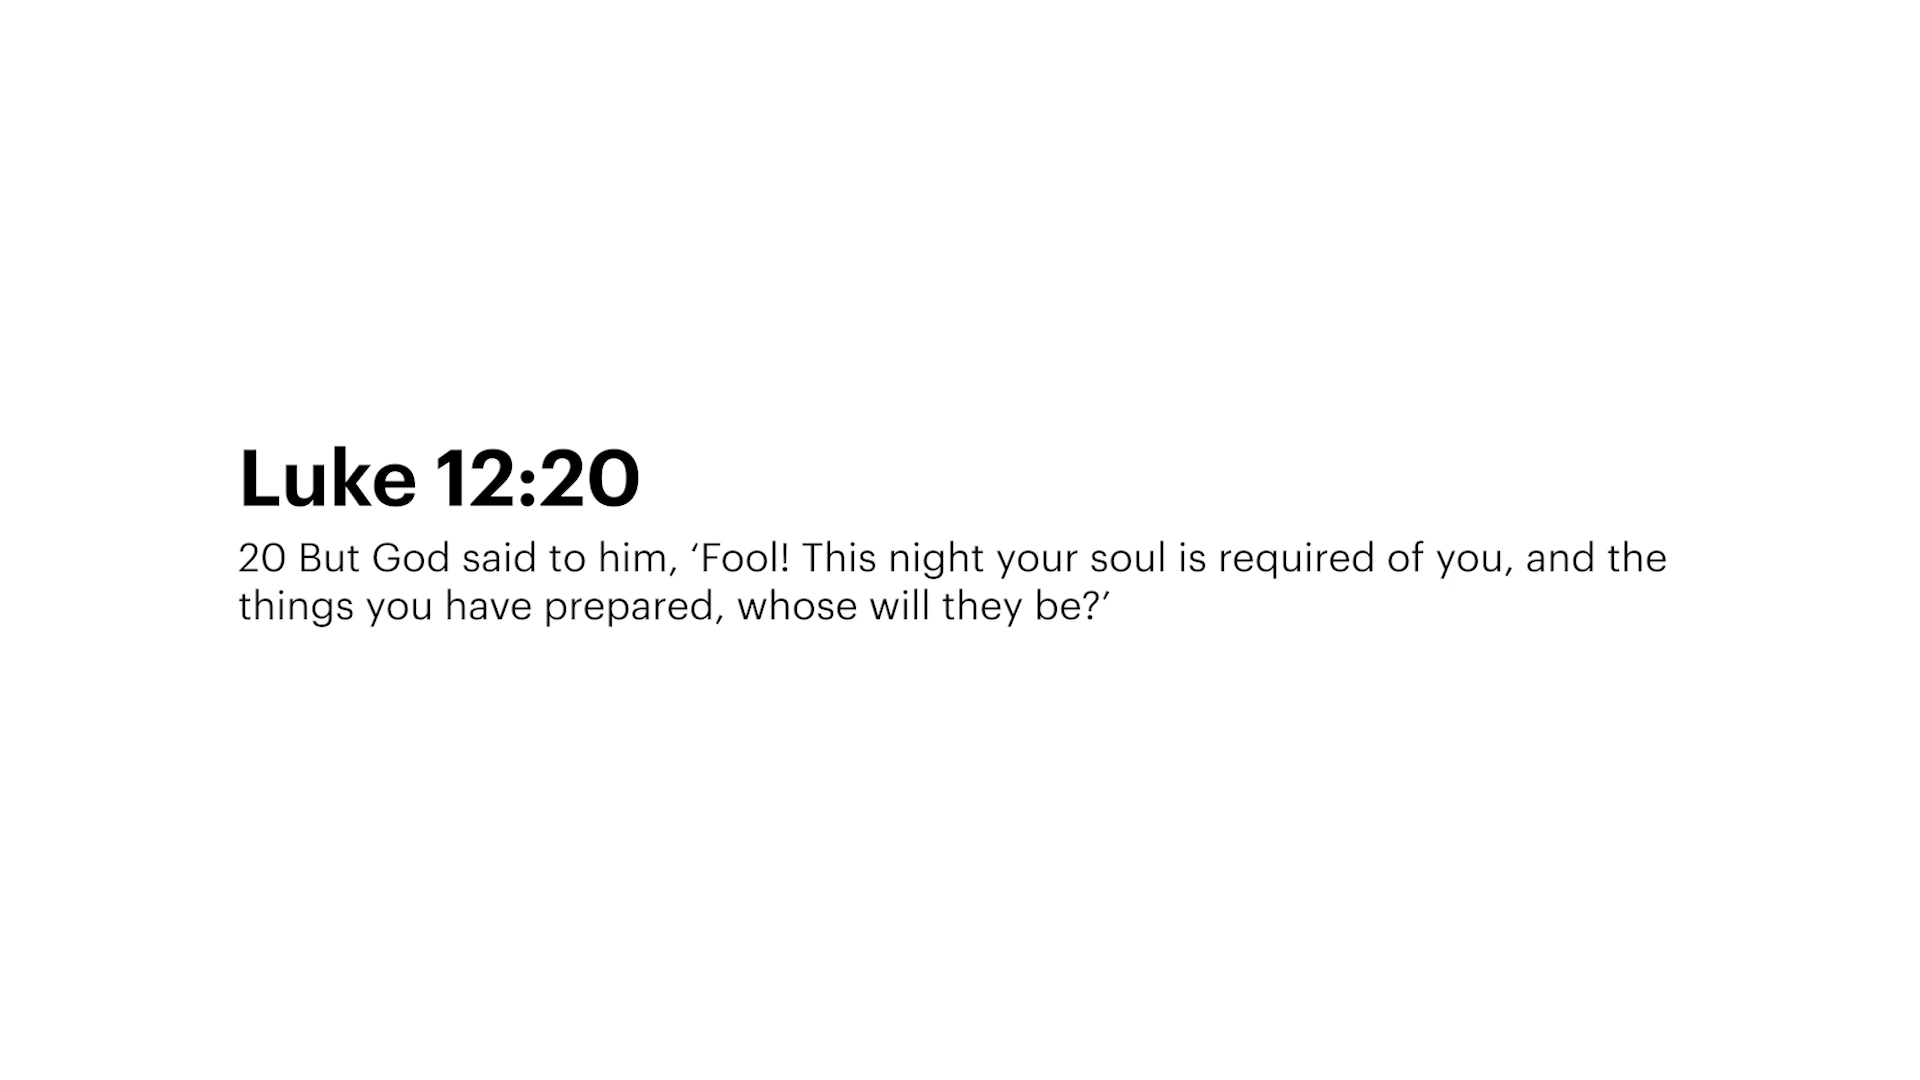 Luke 12:20
20 But God said to him, ‘Fool! This night your soul is required of you, and the
things you have prepared, whose will they be?’